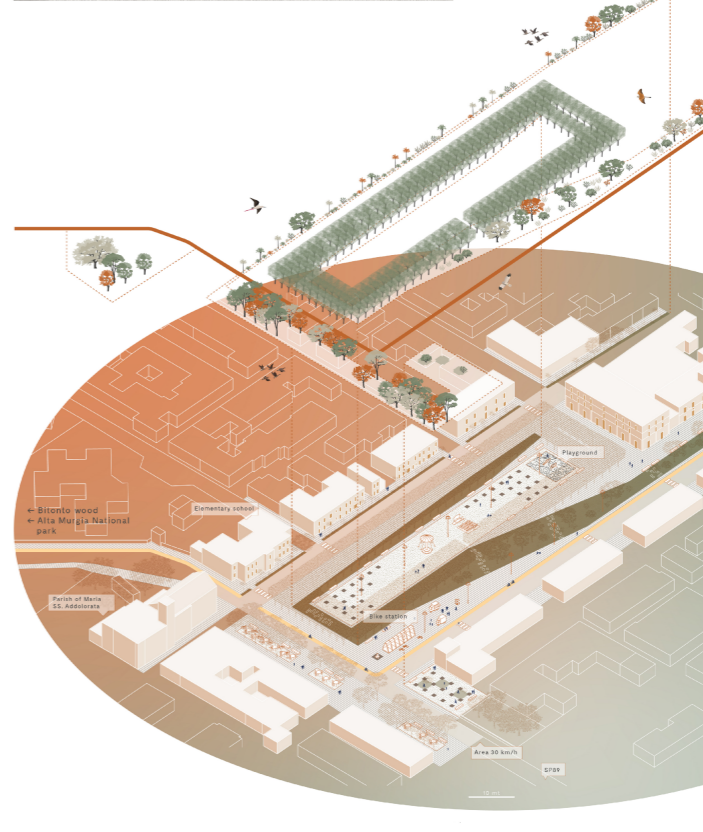 Playground
Elementary school
← Bitonto wood
← Alta Murgia National
park
Parish of Maria
SS. Addolorata
Bike station
Area 30 km/h
SP89
10 m